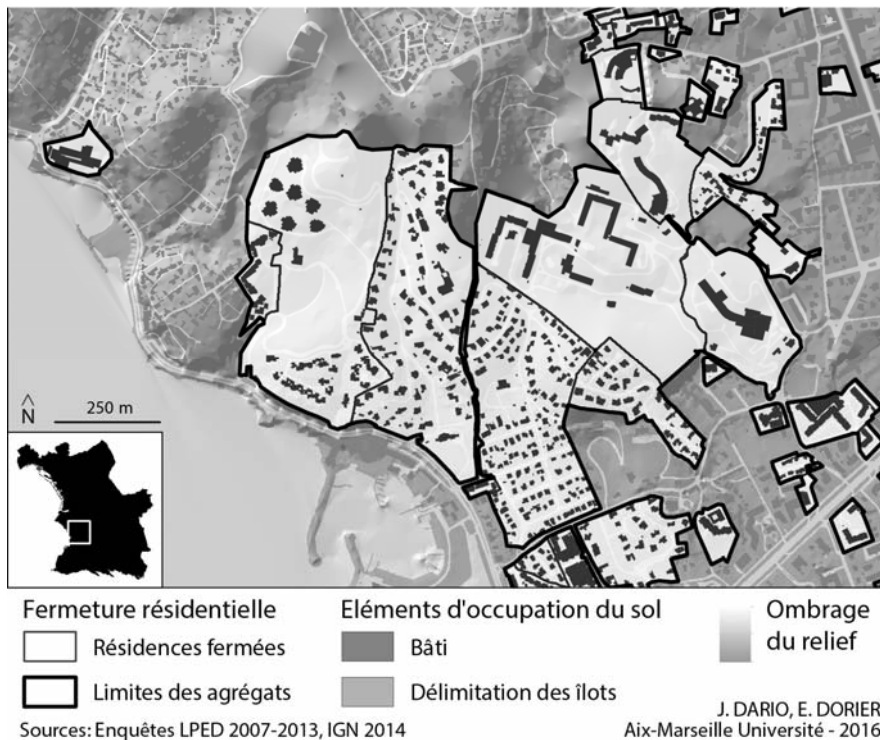 N
250 m
Fermeture résidentielle
Résidences fermées
Limites des agrégats
Eléments d'occupation du sol
Bâti
Délimitation des îlots
Ombrage
du relief
Sources: Enquêtes LPED 2007-2013, IGN 2014
J. DARIO, E. DORIER
Aix-Marseille Université - 2016